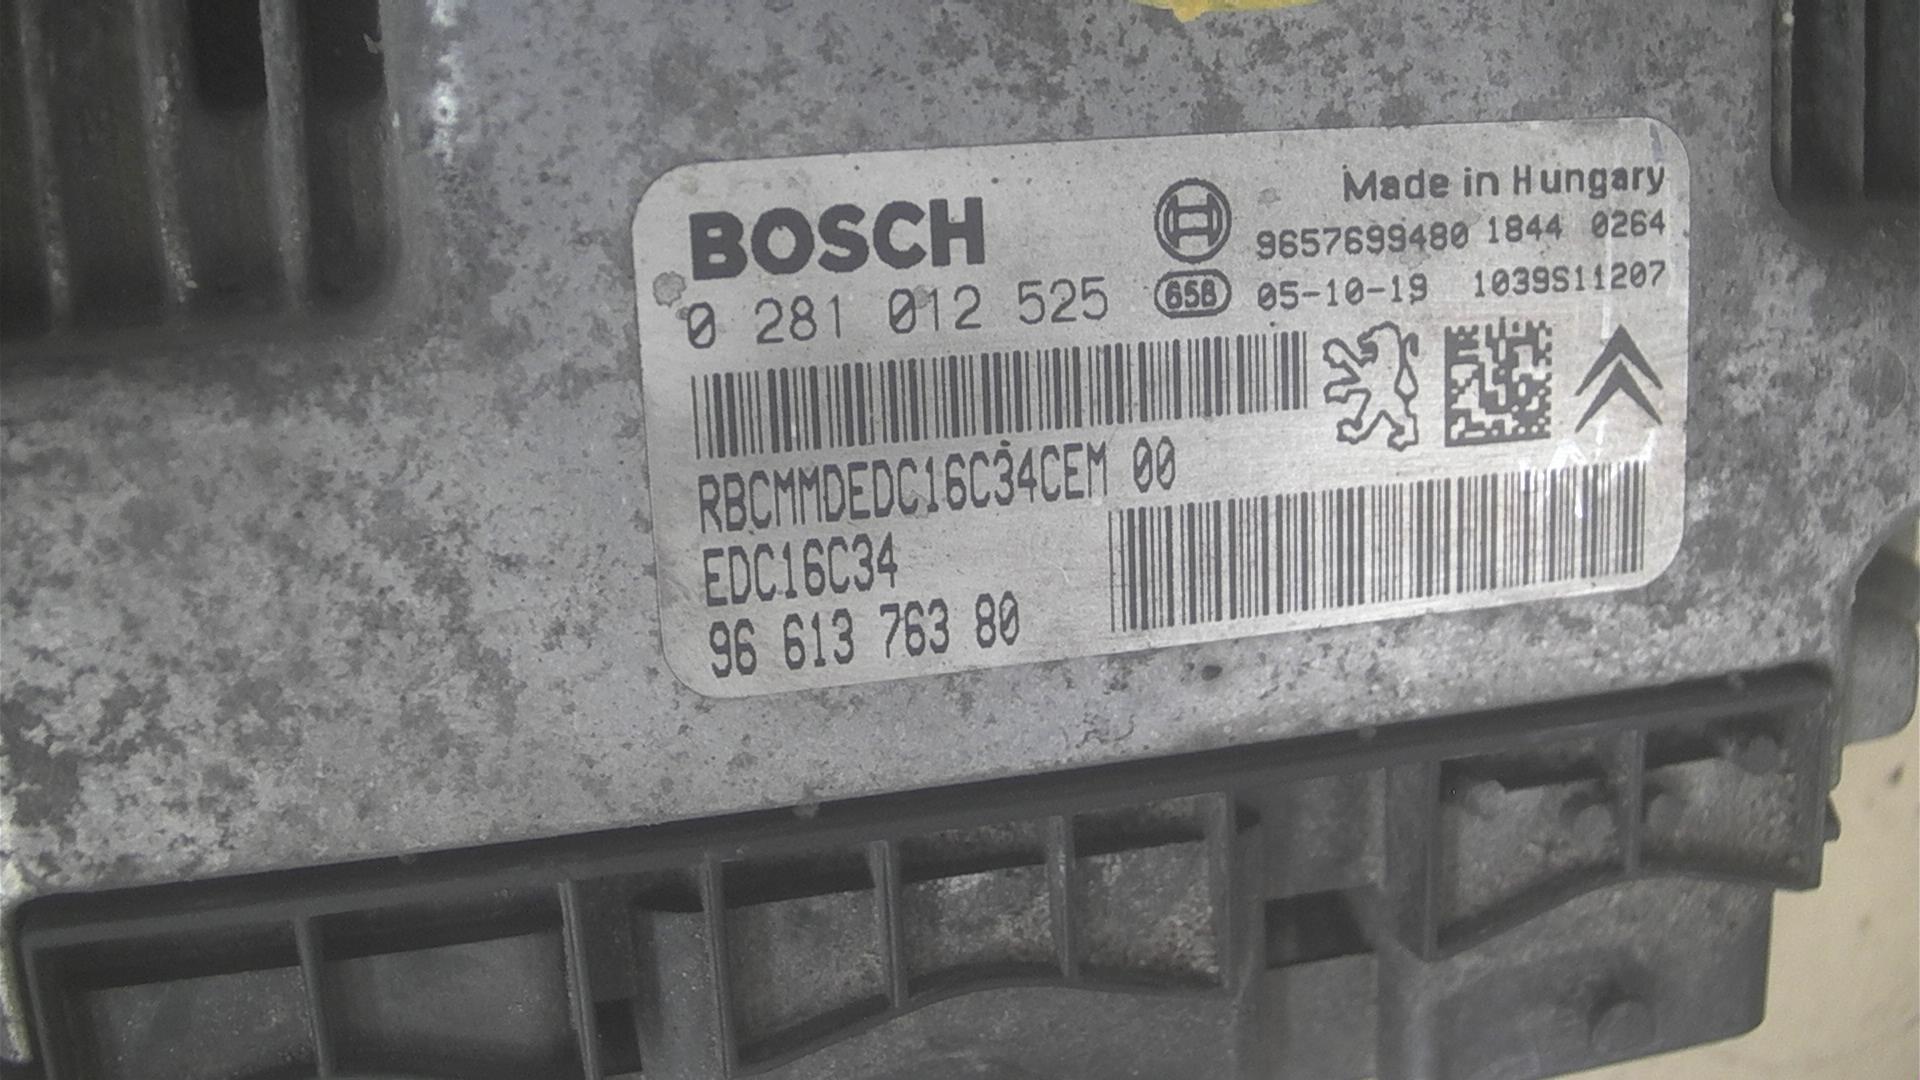 BOSCH
0 281 012 525
Made in Hungary
9657699480 1844 0264
658 05-10-19 1039S11207
RBCMMDEDC16C34CEM 00
EDC16C34
96 613 763 80